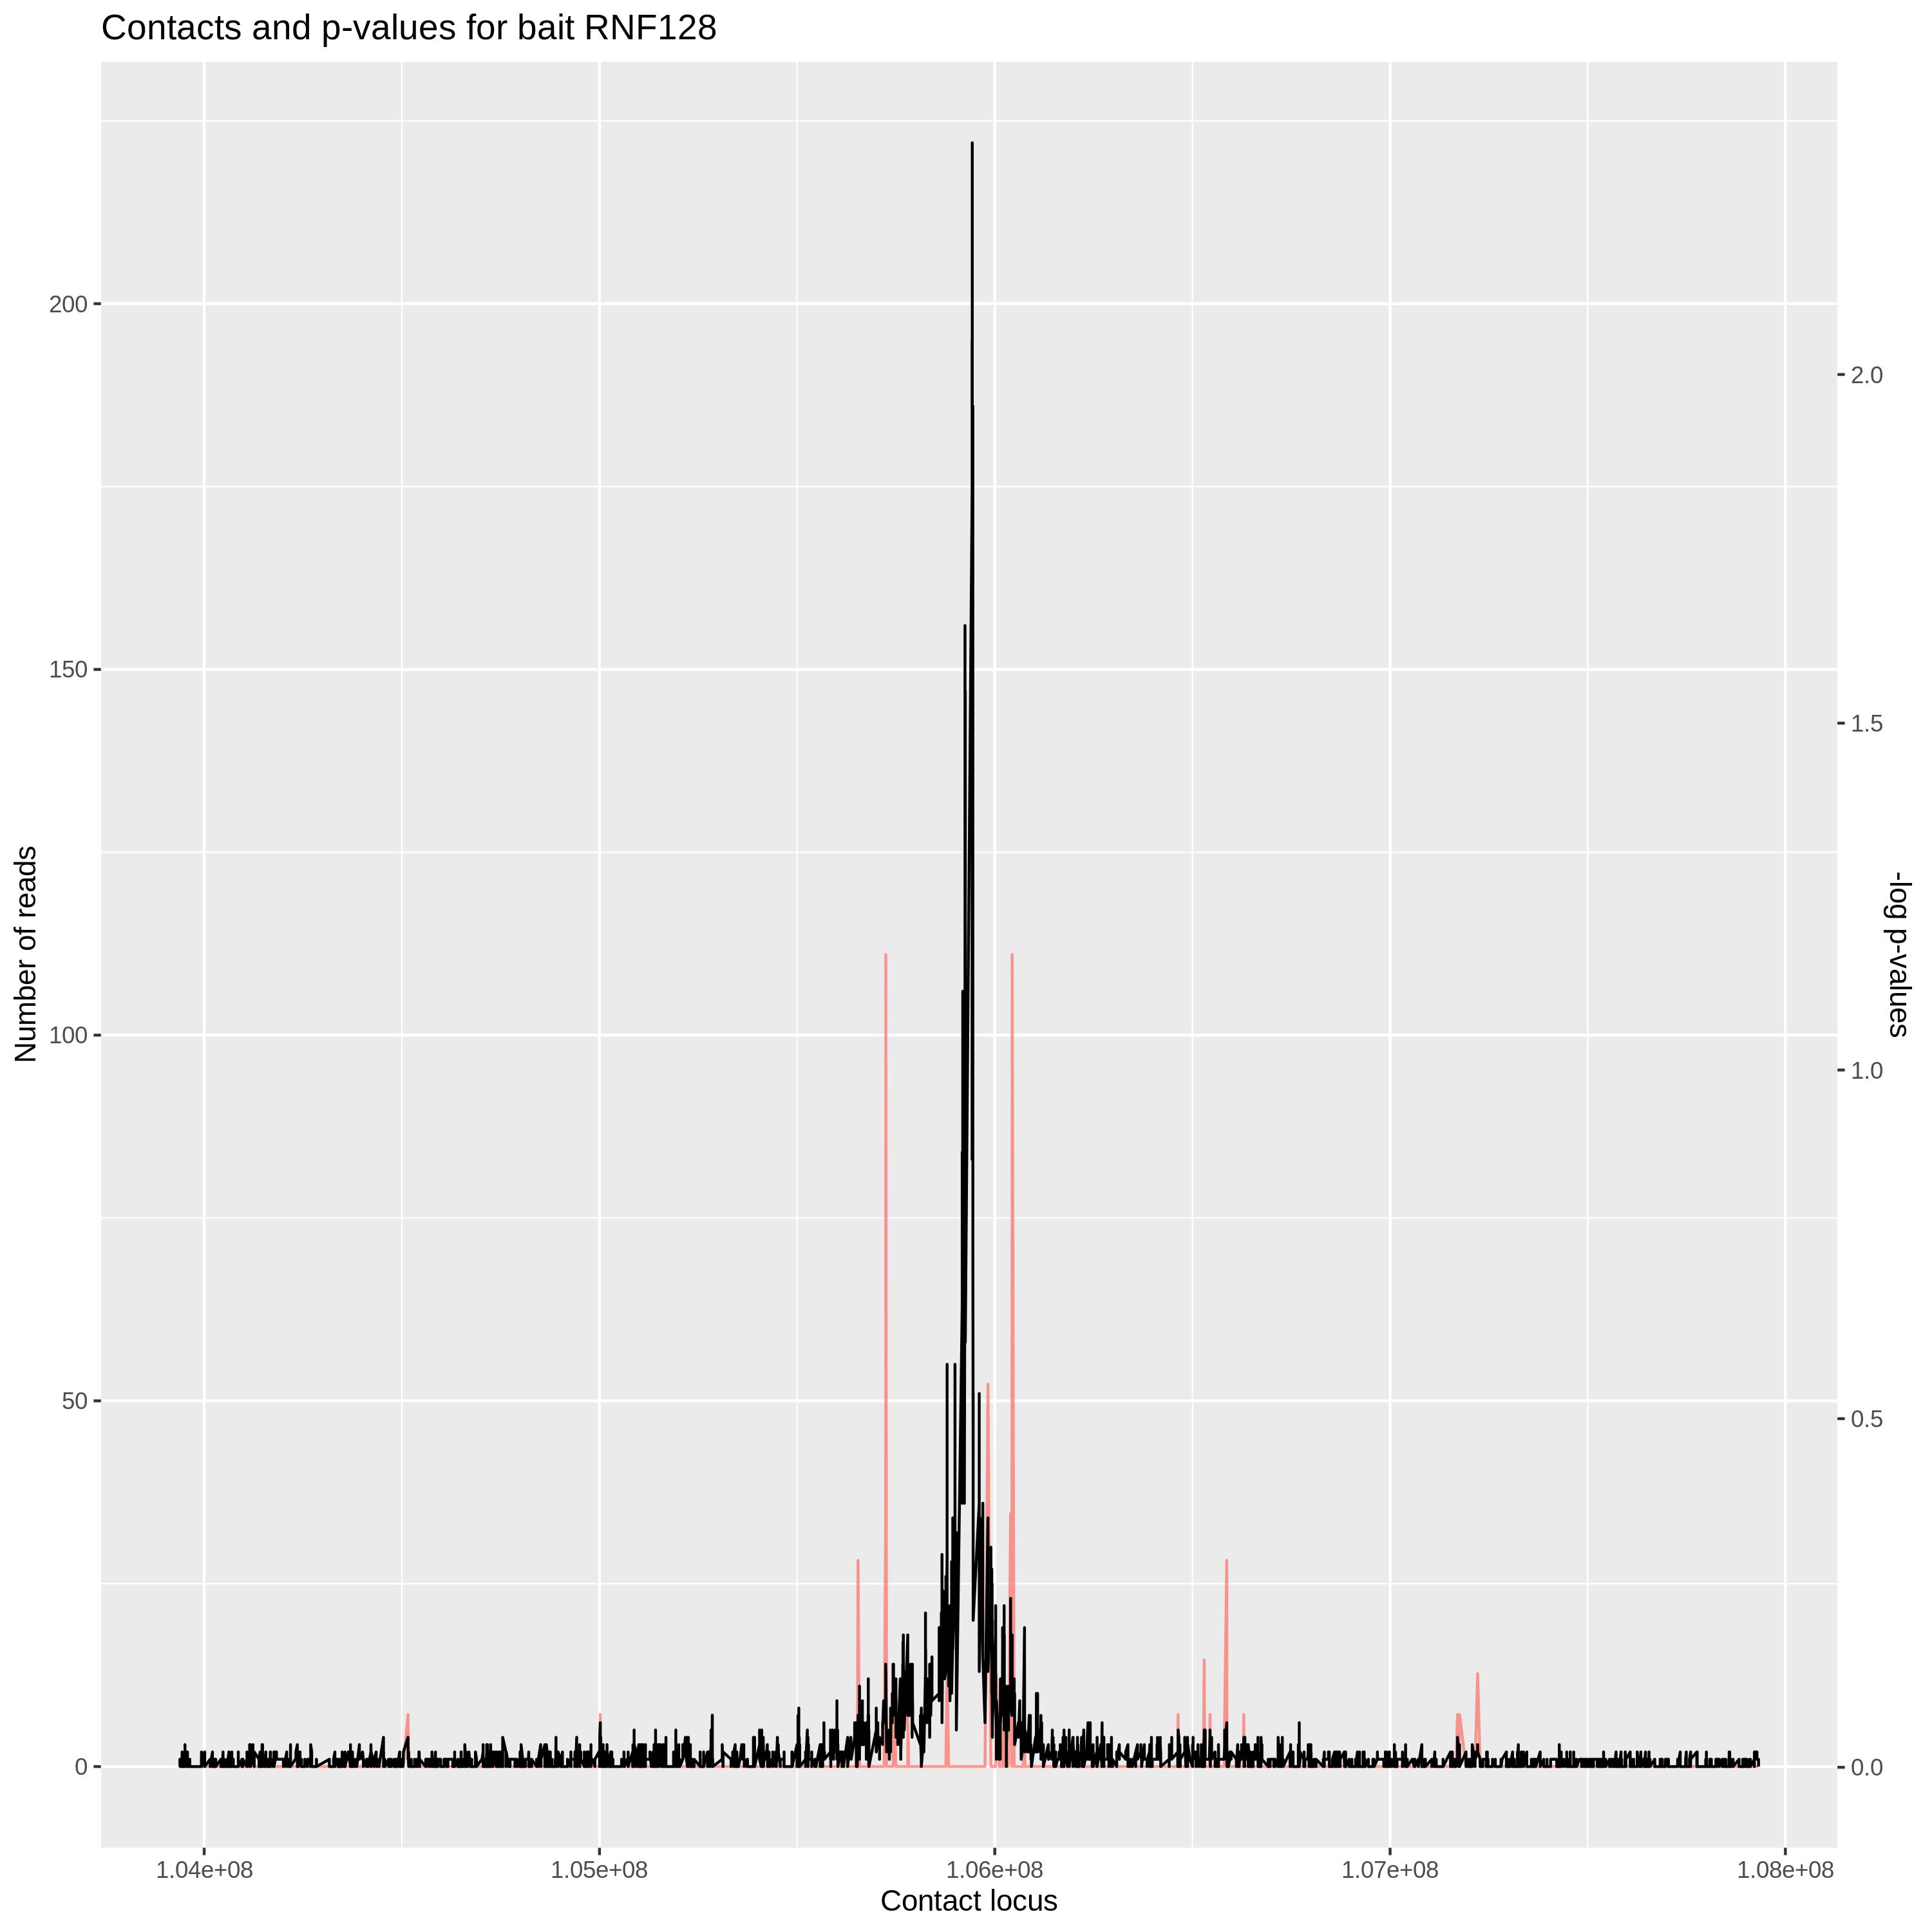 Contacts and p-values for bait RNF128
Number of reads
200
150
100
50
0
2.0
1.5
1.0
0.5
0.0
-log p-values
1.04e+08
1.05e+08
1.06e+08
1.07e+08
1.08e+08
Contact locus